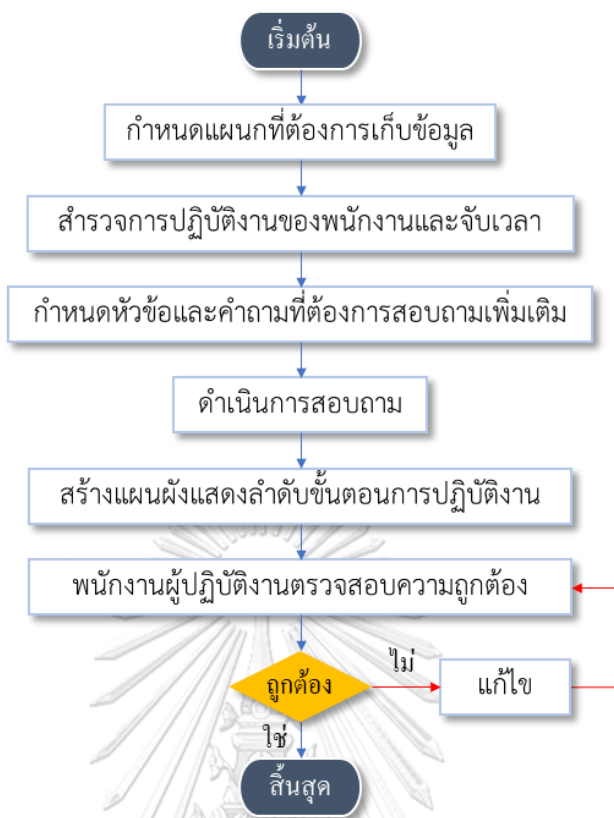 เริ่มต้น
กำหนดแผนกที่ต้องการเก็บข้อมูล
สำรวจการปฏิบัติงานของพนักงานและจับเวลา
กำหนดหัวข้อและคำถามที่ต้องการสอบถามเพิ่มเติม
ดำเนินการสอบถาม
สร้างแผนผังแสดงลำดับขั้นตอนการปฏิบัติงาน
พนักงานผู้ปฏิบัติงานตรวจสอบความถูกต้อง
ไม่
ถูกต้อง
แก้ไข
ใช่
สิ้นสุด